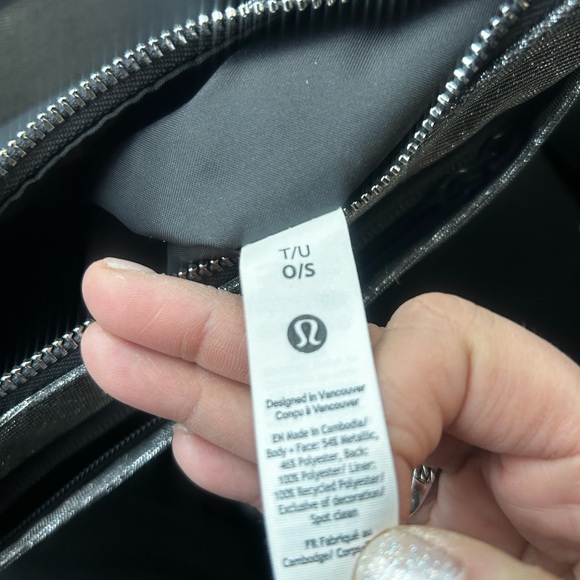 T/U
O/S
Designed in Vancouver
Conçu à Vancouver
EN Made in Cambodia/
Body + Face: 54% Metallic,
46% Polyester, Back:
100% Polyester/ Liner:
100% Recycled Polyester/
Exclusive of decoration/
Spot clean
FR Fabriqué au
Cambodge/ Corps